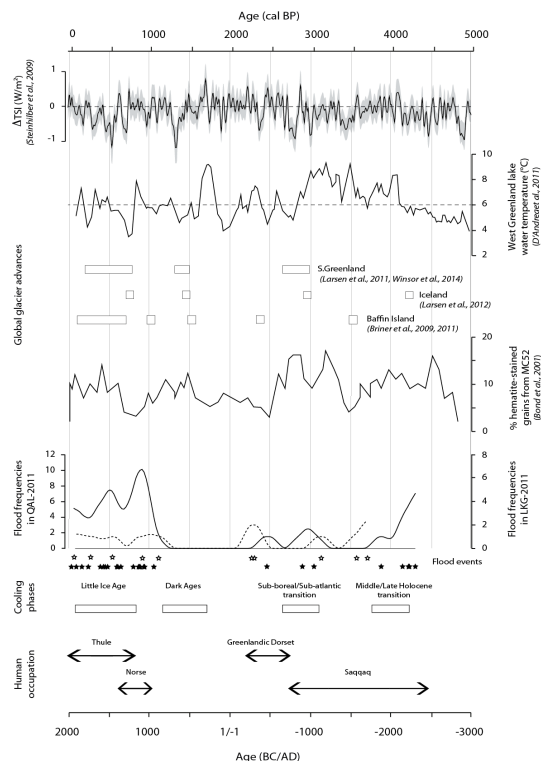 Age (cal BP)
0 1000 2000 3000 4000 5000
ΔTSI (W/m²)
(Steinhilber et al., 2009)
1
0
-1
West Greenland lake
water temperature (°C)
(D'Andreaet al., 2011)
10
8
6
4
2
Global glacier advances
S.Greenland
(Larsen et al., 2011, Winsor et al., 2014)
Iceland
(Larsen et al., 2012)
Baffin Island
(Briner et al., 2009, 2011)
% hematite-stained
grains from MC52
(Bond et al., 2001)
20
10
0
Flood frequencies
in QAL-2011
12
10
8
6
4
2
0
Flood frequencies
in LKG-2011
8
6
4
2
0
Flood events
Cooling
phases
Little Ice Age
Dark Ages
Sub-boreal/Sub-atlantic
transition
Middle/Late Holocene
transition
Human
occupation
Thule
Norse
Greenlandic Dorset
Saqqaq
2000 1000 1/-1 -1000 -2000 -3000
Age (BC/AD)